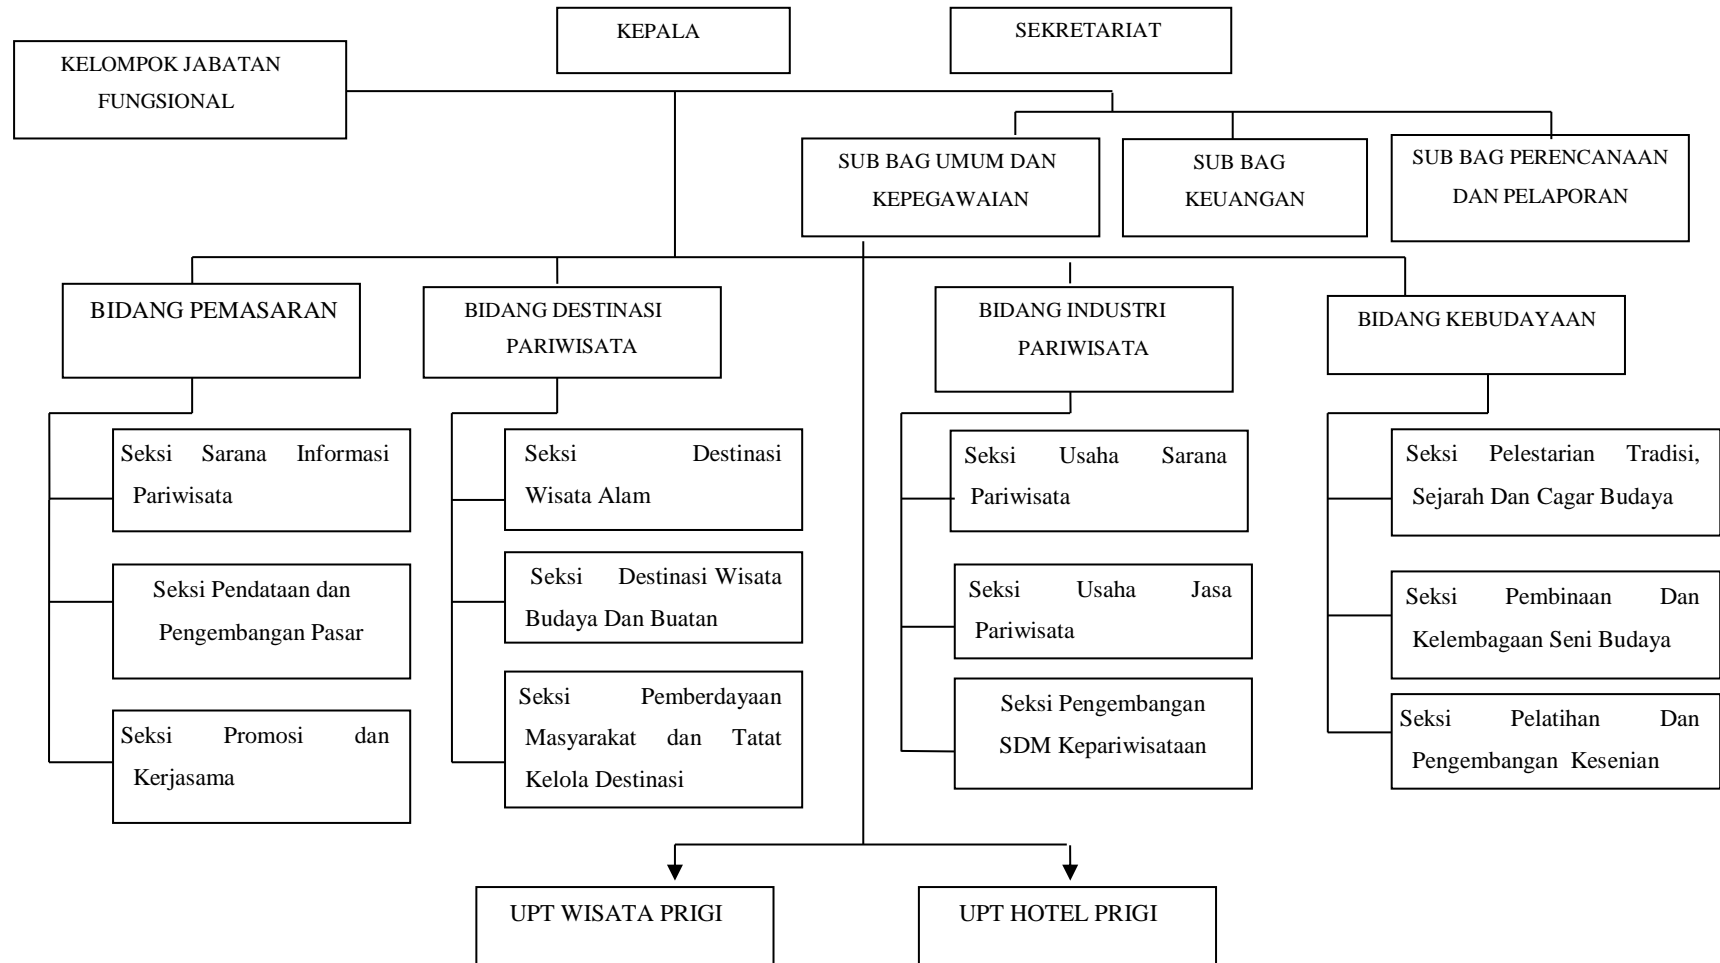 KEPALA
SEKRETARIAT
KELOMPOK JABATAN
FUNGSIONAL
SUB BAG UMUM DAN
KEPEGAWAIAN
SUB BAG
KEUANGAN
SUB BAG PERENCANAAN
DAN PELAPORAN
BIDANG PEMASARAN
BIDANG DESTINASI
PARIWISATA
BIDANG INDUSTRI
PARIWISATA
BIDANG KEBUDAYAAN
Seksi Sarana Informasi
Pariwisata
Seksi Pendataan dan
Pengembangan Pasar
Seksi Promosi dan
Kerjasama
Seksi Destinasi
Wisata Alam
Seksi Destinasi Wisata
Budaya Dan Buatan
Seksi Pemberdayaan
Masyarakat dan Tatat
Kelola Destinasi
Seksi Usaha Sarana
Pariwisata
Seksi Usaha Jasa
Pariwisata
Seksi Pengembangan
SDM Kepariwisataan
Seksi Pelestarian Tradisi,
Sejarah Dan Cagar Budaya
Seksi Pembinaan Dan
Kelembagaan Seni Budaya
Seksi Pelatihan Dan
Pengembangan Kesenian
UPT WISATA PRIGI
UPT HOTEL PRIGI